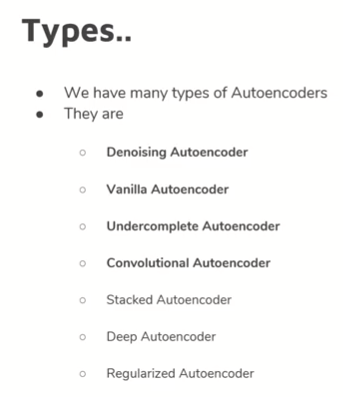 Types..
● We have many types of Autoencoders
● They are
○ Denoising Autoencoder
○ Vanilla Autoencoder
○ Undercomplete Autoencoder
○ Convolutional Autoencoder
○ Stacked Autoencoder
○ Deep Autoencoder
○ Regularized Autoencoder